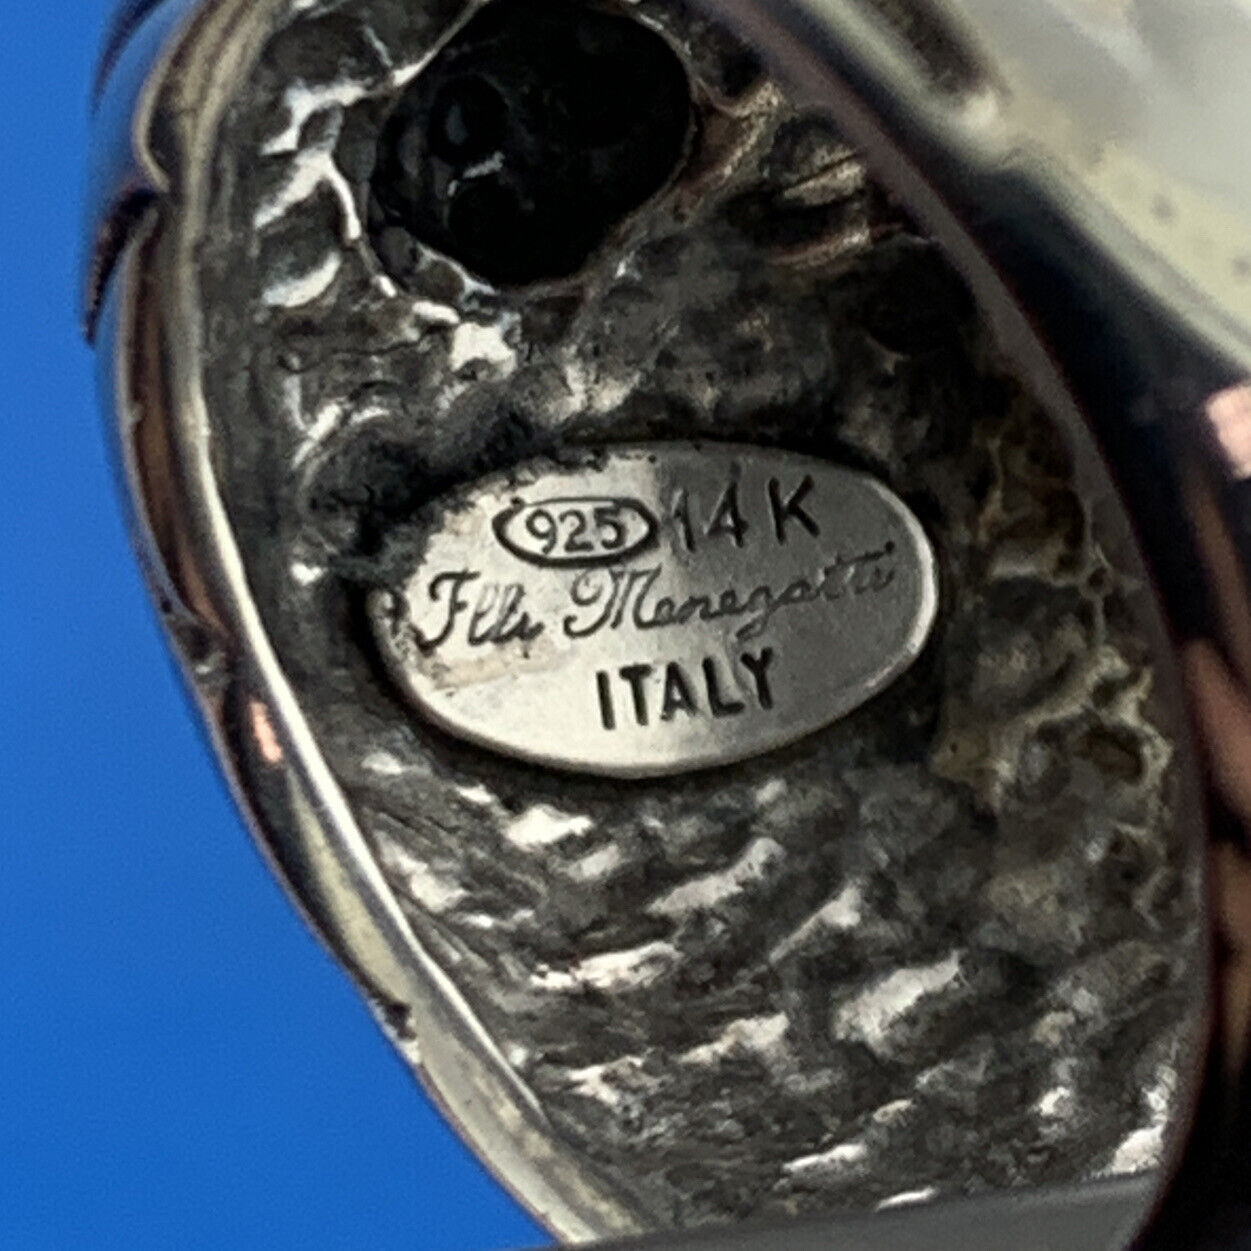 925 14K
Flli Menegatti
ITALY